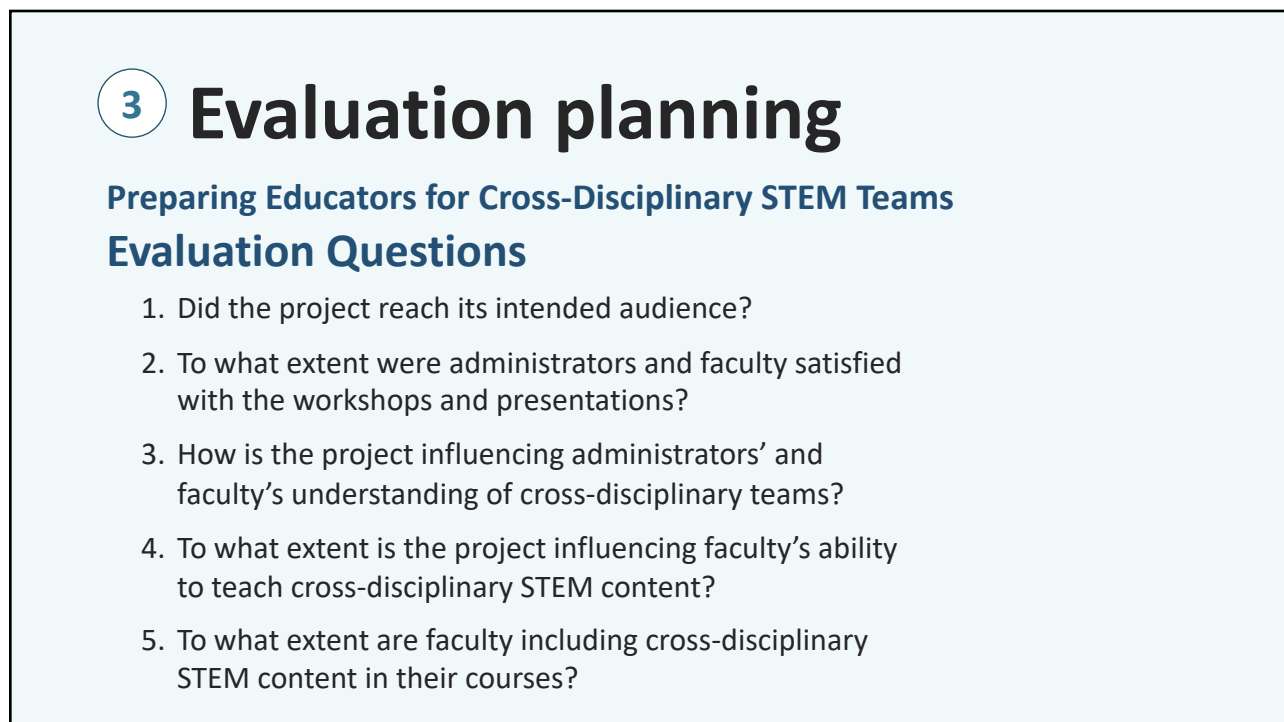 3 Evaluation planning
Preparing Educators for Cross-Disciplinary STEM Teams
Evaluation Questions
1. Did the project reach its intended audience?
2. To what extent were administrators and faculty satisfied
with the workshops and presentations?
3. How is the project influencing administrators’ and
faculty’s understanding of cross-disciplinary teams?
4. To what extent is the project influencing faculty’s ability
to teach cross-disciplinary STEM content?
5. To what extent are faculty including cross-disciplinary
STEM content in their courses?